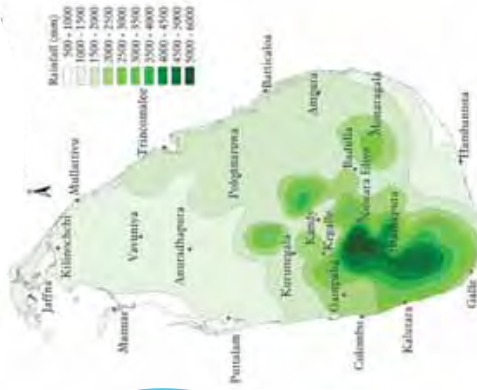 Rainfall (mm)
500 - 1000
1000 - 1500
1500 - 2000
2000 - 2500
2500 - 3000
3000 - 3500
3500 - 4000
4000 - 4500
4500 - 5000
5000 - 6000
Jaffna
Kilinochchi
Mullattivu
Mannar
Vavuniya
Trincomalee
Anuradhapura
Puttalam
Polonnaruwa
Batticaloa
Kurunegala
Ampara
Kandy
Kegalle
Gampaha
Badulla
Monaragala
Nuwara Eliya
Colombo
Ratnapura
Kalutara
Galle
Hambantota